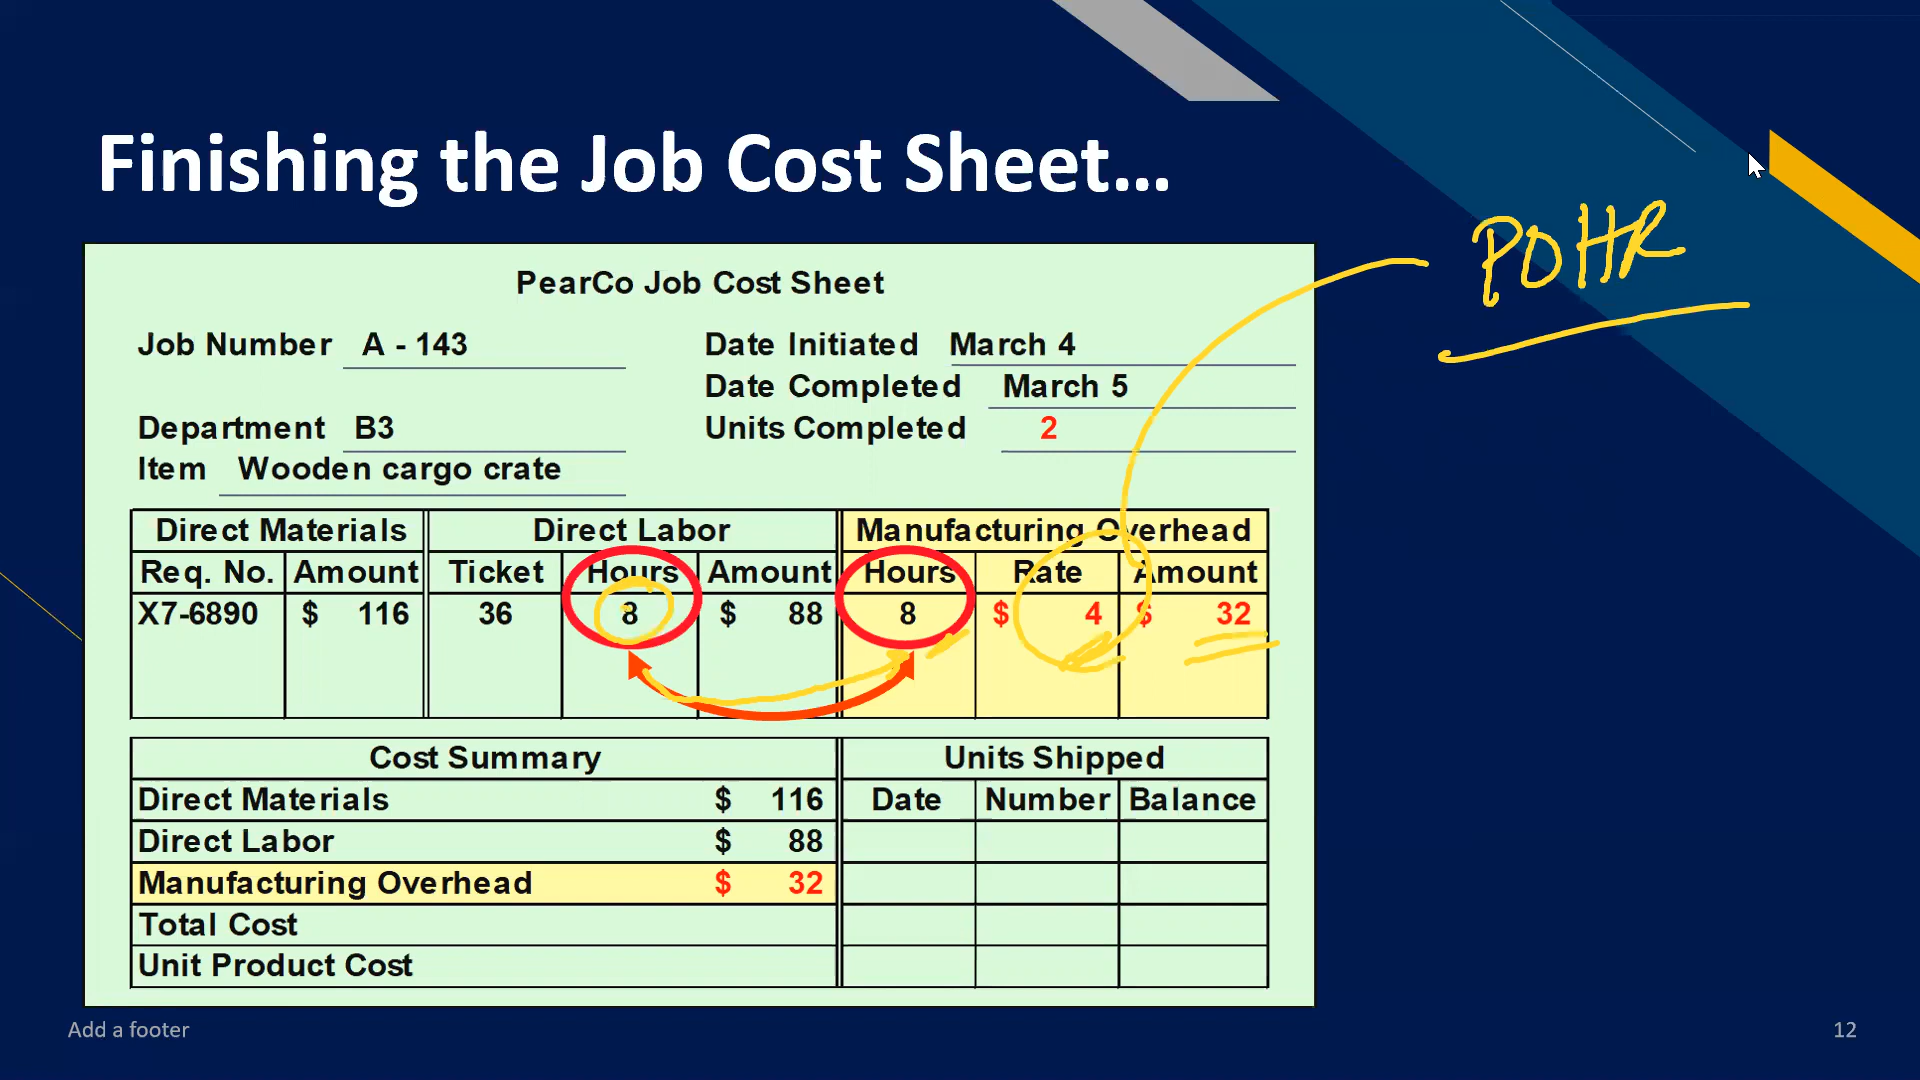 Finishing the Job Cost Sheet...
POHR
PearCo Job Cost Sheet
Job Number A - 143 Date Initiated March 4
Date Completed March 5
Department B3 Units Completed 2
Item Wooden cargo crate
Direct Materials Direct Labor Manufacturing Overhead
Req. No. Amount Ticket Hours Amount Hours Rate Amount
X7-6890 $ 116 36 8 $ 88 8 $ 4 $ 32
Cost Summary Units Shipped
Direct Materials $ 116 Date Number Balance
Direct Labor $ 88
Manufacturing Overhead $ 32
Total Cost
Unit Product Cost
Add a footer 12